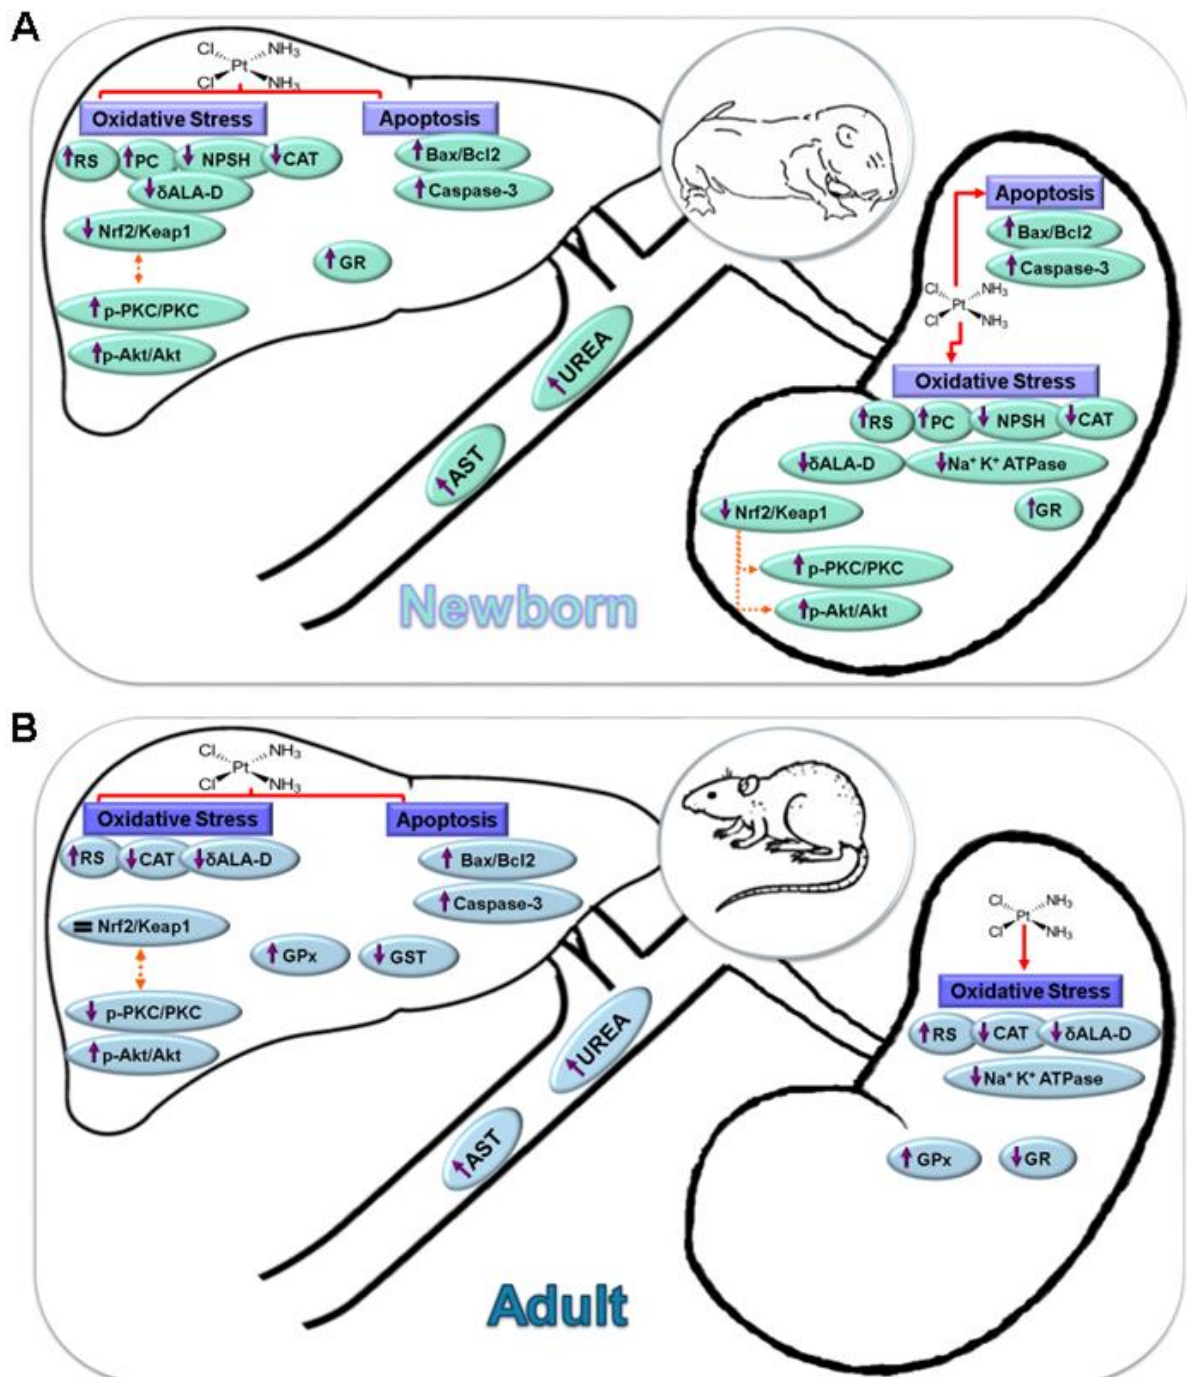 A
Cl NH₃
Pt
Cl NH₃
Oxidative Stress
Apoptosis
↑RS ↑PC ↓NPSH ↓CAT
↓δALA-D
↓Nrf2/Keap1
↑p-PKC/PKC
↑p-Akt/Akt
↑Bax/Bcl2
↑Caspase-3
↑GR
↑UREA
↑AST
Apoptosis
↑Bax/Bcl2
↑Caspase-3
Cl NH₃
Pt
Cl NH₃
Oxidative Stress
↑RS ↑PC ↓NPSH ↓CAT
↓δALA-D ↓Na⁺ K⁺ ATPase
↓Nrf2/Keap1
↑GR
↑p-PKC/PKC
↑p-Akt/Akt
Newborn
B
Cl NH₃
Pt
Cl NH₃
Oxidative Stress
Apoptosis
↑RS ↓CAT ↓δALA-D
=Nrf2/Keap1
↓p-PKC/PKC
↑p-Akt/Akt
↑Bax/Bcl2
↑Caspase-3
↑GPx ↓GST
↑UREA
↑AST
Cl NH₃
Pt
Cl NH₃
Oxidative Stress
↑RS ↓CAT ↓δALA-D
↓Na⁺ K⁺ ATPase
↑GPx ↓GR
Adult